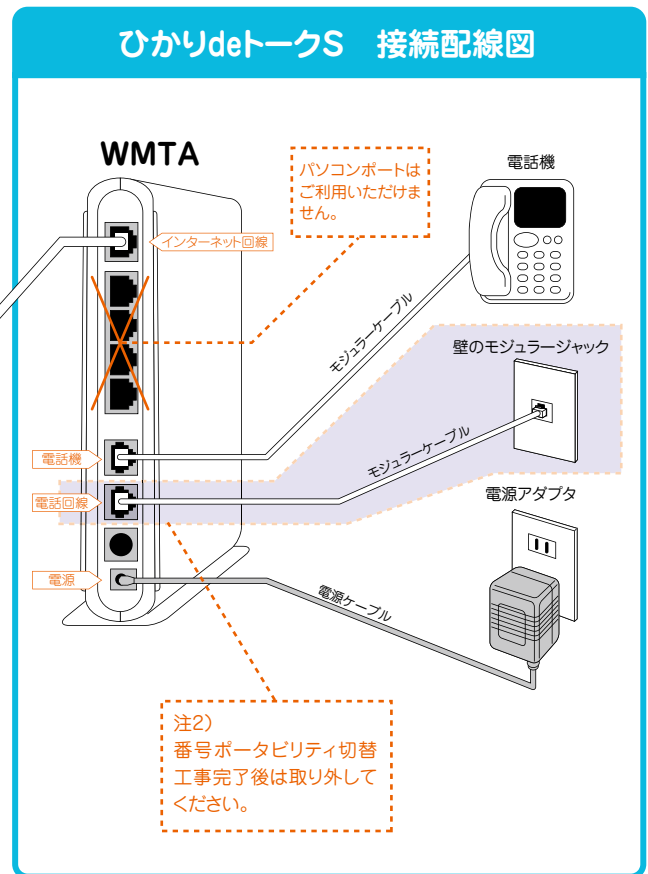 ひかりdeトークS 接続配線図
WMTA
パソコンポートは
ご利用いただけま
せん。
電話機
インターネット回線
モジュラーケーブル
壁のモジュラージャック
電話機
モジュラーケーブル
電話回線
電源アダプタ
電源
電源ケーブル
注2)
番号ポータビリティ切替
工事完了後は取り外して
ください。